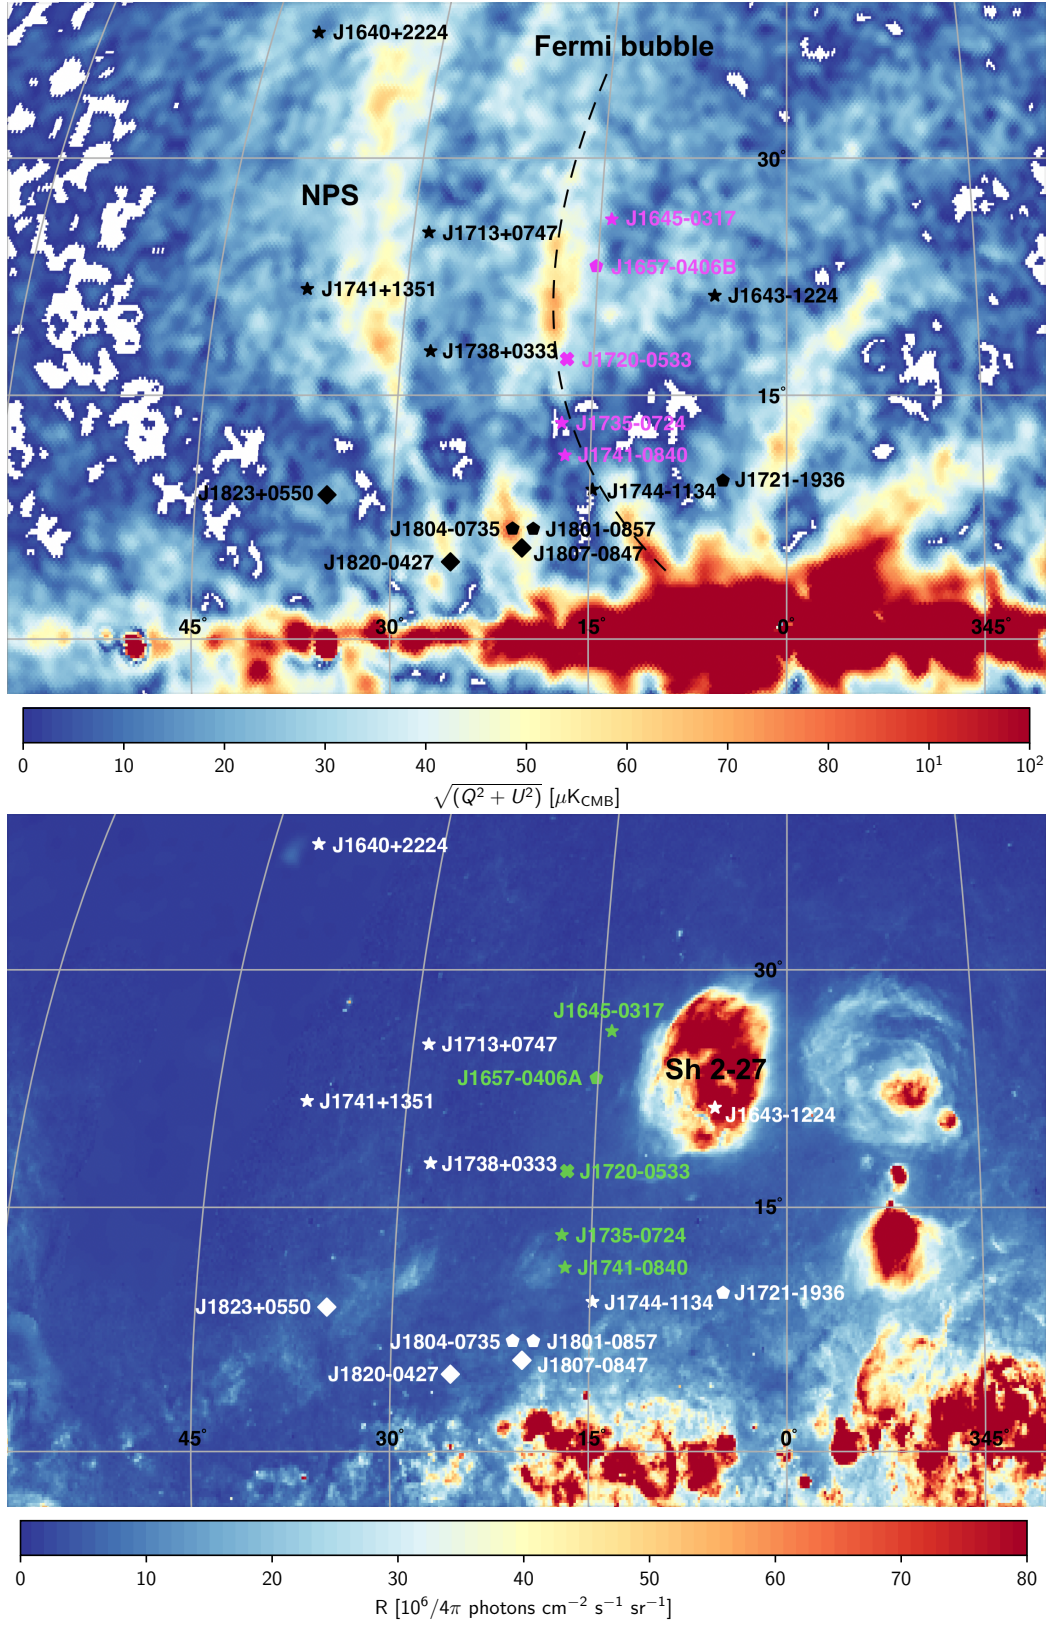 J1640+2224
Fermi bubble
30°
NPS
J1645-0317
J1713+0747
J1657-0406B
J1741+1351
J1643-1224
J1738+0333
J1720-0533
15°
J1735-0724
J1741-0840
J1721-1936
J1823+0550
J1744-1134
J1804-0735
J1801-0857
J1807-0847
J1820-0427
45° 30° 15° 0° 345°
0 10 20 30 40 50 60 70 80 10¹ 10²
√(Q² + U²) [μK_CMB]
J1640+2224
30°
J1645-0317
J1713+0747
Sh 2-27
J1657-0406A
J1741+1351
J1643-1224
J1738+0333
J1720-0533
15°
J1735-0724
J1741-0840
J1721-1936
J1744-1134
J1823+0550
J1804-0735
J1801-0857
J1807-0847
J1820-0427
45° 30° 15° 0° 345°
0 10 20 30 40 50 60 70 80
R [10⁶/4π photons cm⁻² s⁻¹ sr⁻¹]